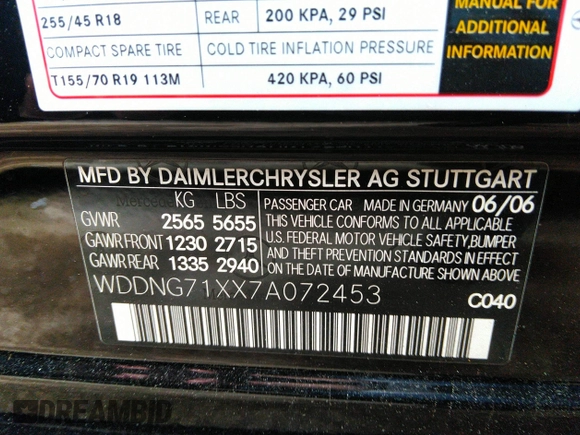 255/45 R18 REAR 200 KPA, 29 PSI
MANUAL FOR
ADDITIONAL
INFORMATION
COMPACT SPARE TIRE COLD TIRE INFLATION PRESSURE
T155/70 R19 113M 420 KPA, 60 PSI
MFD BY DAIMLERCHRYSLER AG STUTTGART
KG LBS PASSENGER CAR MADE IN GERMANY 06/06
GVWR 2565 5655 THIS VEHICLE CONFORMS TO ALL APPLICABLE
GAWR FRONT 1230 2715 U.S. FEDERAL MOTOR VEHICLE SAFETY, BUMPER
GAWR REAR 1335 2940 AND THEFT PREVENTION STANDARDS IN EFFECT
ON THE DATE OF MANUFACTURE SHOWN ABOVE.
WDDNG71XX7A072453 C040
DREAMBID